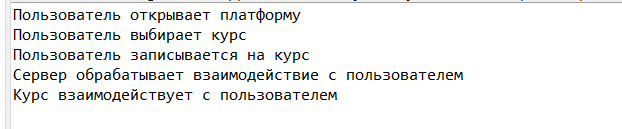 Пользователь открывает платформу
Пользователь выбирает курс
Пользователь записывается на курс
Сервер обрабатывает взаимодействие с пользователем
Курс взаимодействует с пользователем